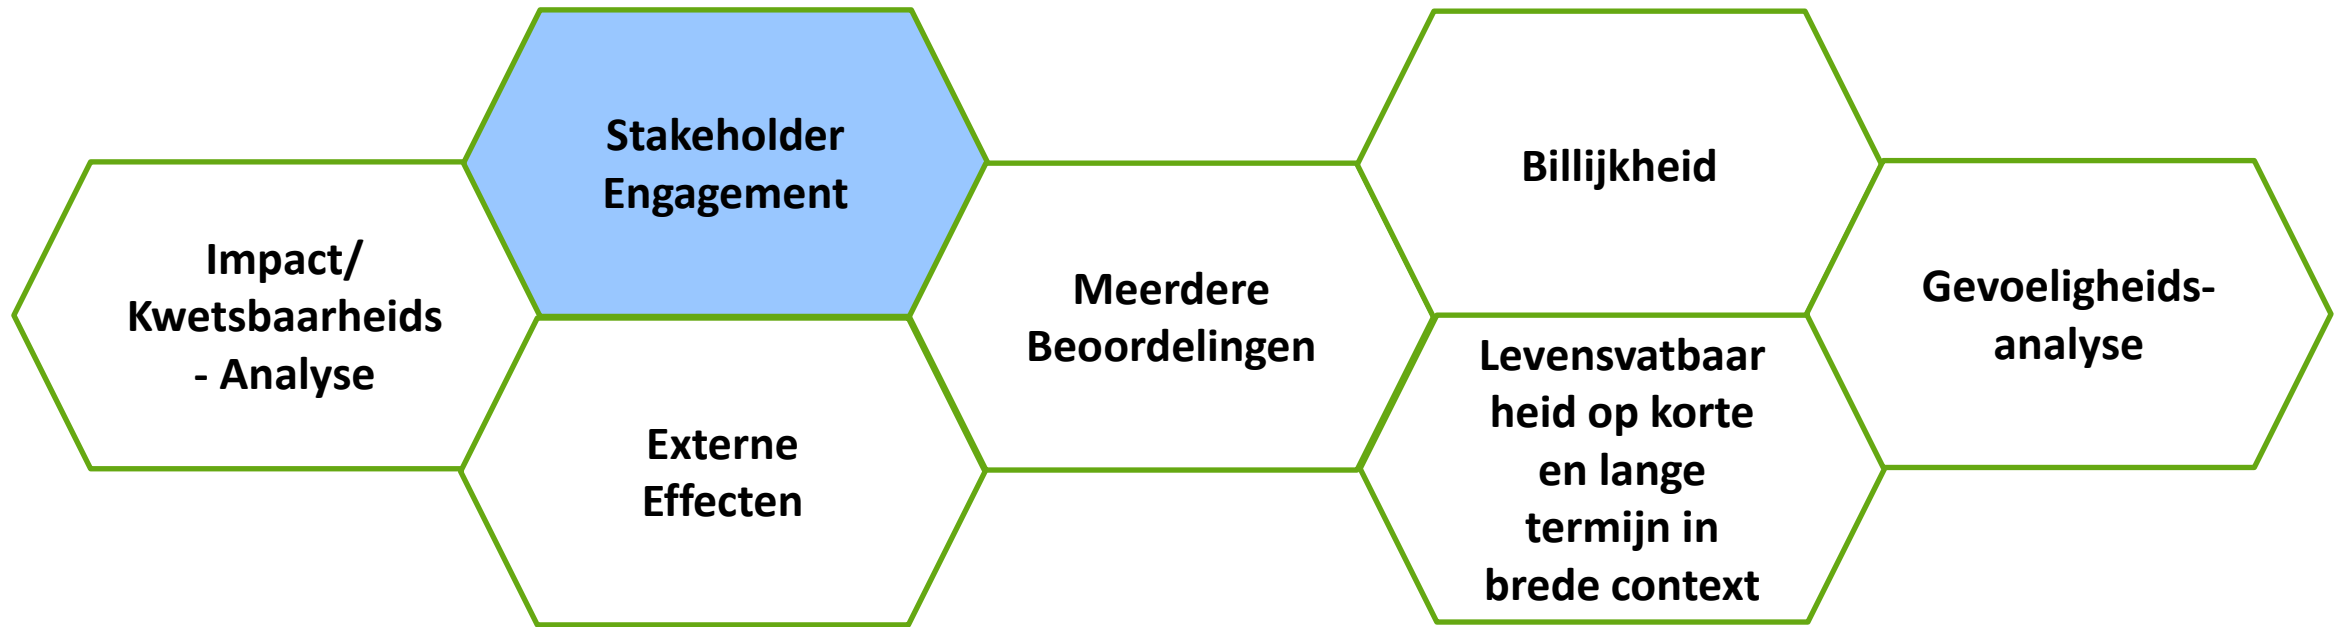 Impact/
Kwetsbaarheids
- Analyse
Stakeholder
Engagement
Externe
Effecten
Meerdere
Beoordelingen
Billijkheid
Levensvatbaar
heid op korte
en lange
termijn in
brede context
Gevoeligheids-
analyse